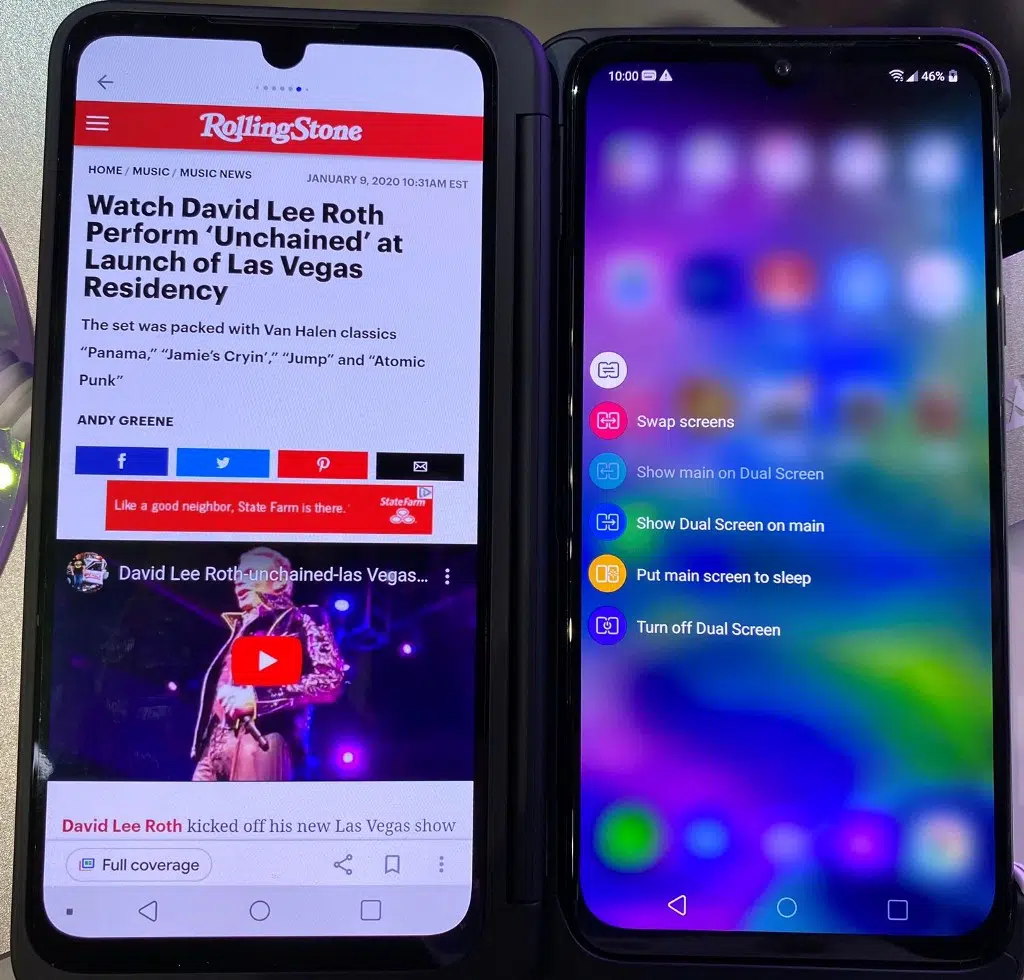 RollingStone
HOME / MUSIC / MUSIC NEWS
JANUARY 9, 2020 10:31AM EST
Watch David Lee Roth
Perform ‘Unchained’ at
Launch of Las Vegas
Residency
The set was packed with Van Halen classics
“Panama,” “Jamie’s Cryin’,” “Jump” and “Atomic
Punk”
ANDY GREENE
Like a good neighbor, State Farm is there.
StateFarm
David Lee Roth-unchained-las Vegas...
David Lee Roth kicked off his new Las Vegas show
Full coverage
10:00
46%
Swap screens
Show main on Dual Screen
Show Dual Screen on main
Put main screen to sleep
Turn off Dual Screen